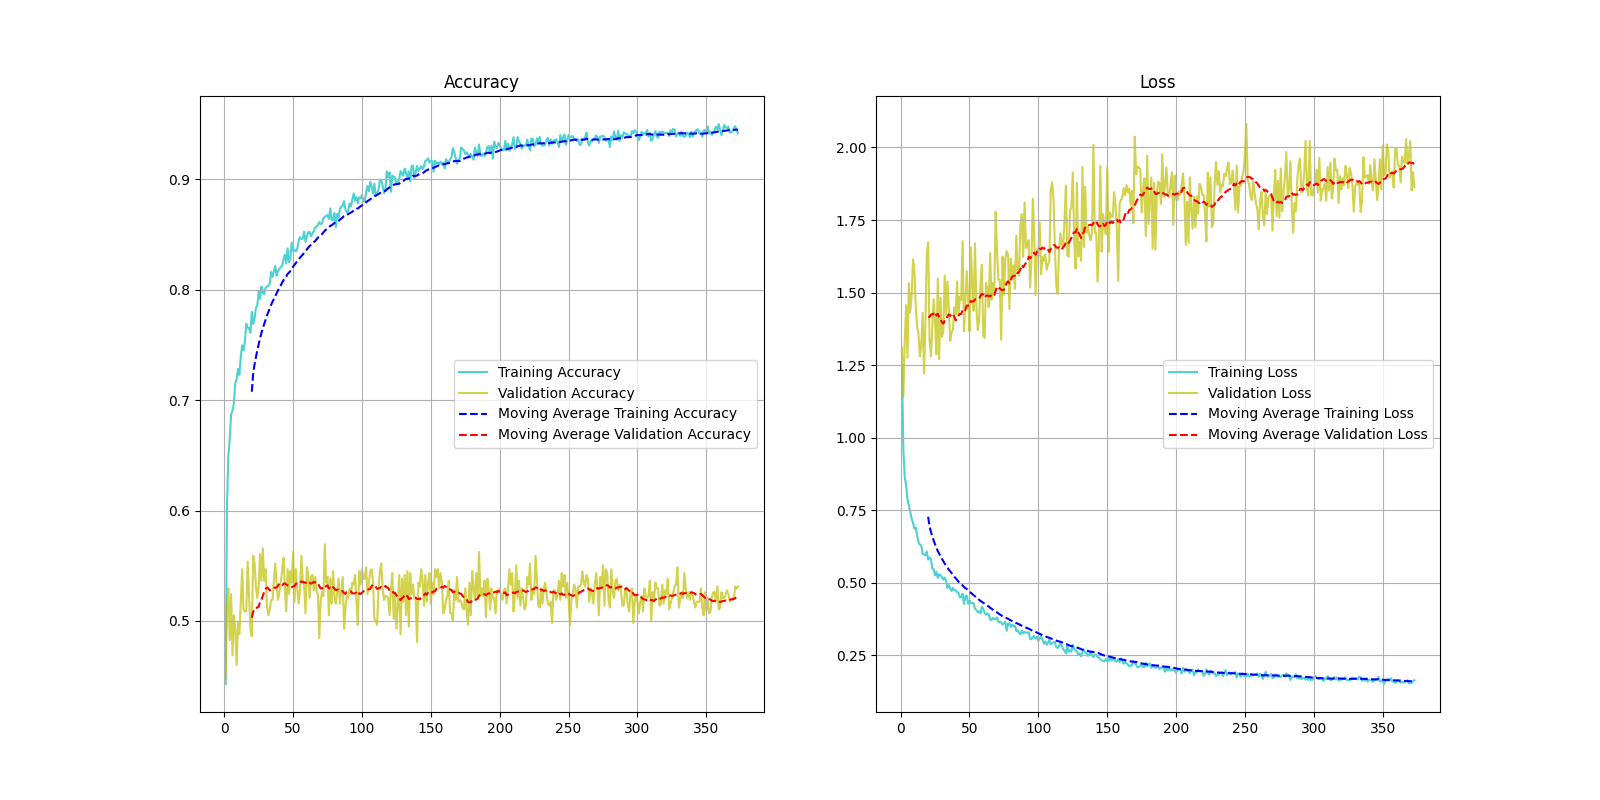 Accuracy
0.9
0.8
0.7
0.6
0.5
0 50 100 150 200 250 300 350
Training Accuracy
Validation Accuracy
Moving Average Training Accuracy
Moving Average Validation Accuracy
Loss
2.00
1.75
1.50
1.25
1.00
0.75
0.50
0.25
0 50 100 150 200 250 300 350
Training Loss
Validation Loss
Moving Average Training Loss
Moving Average Validation Loss